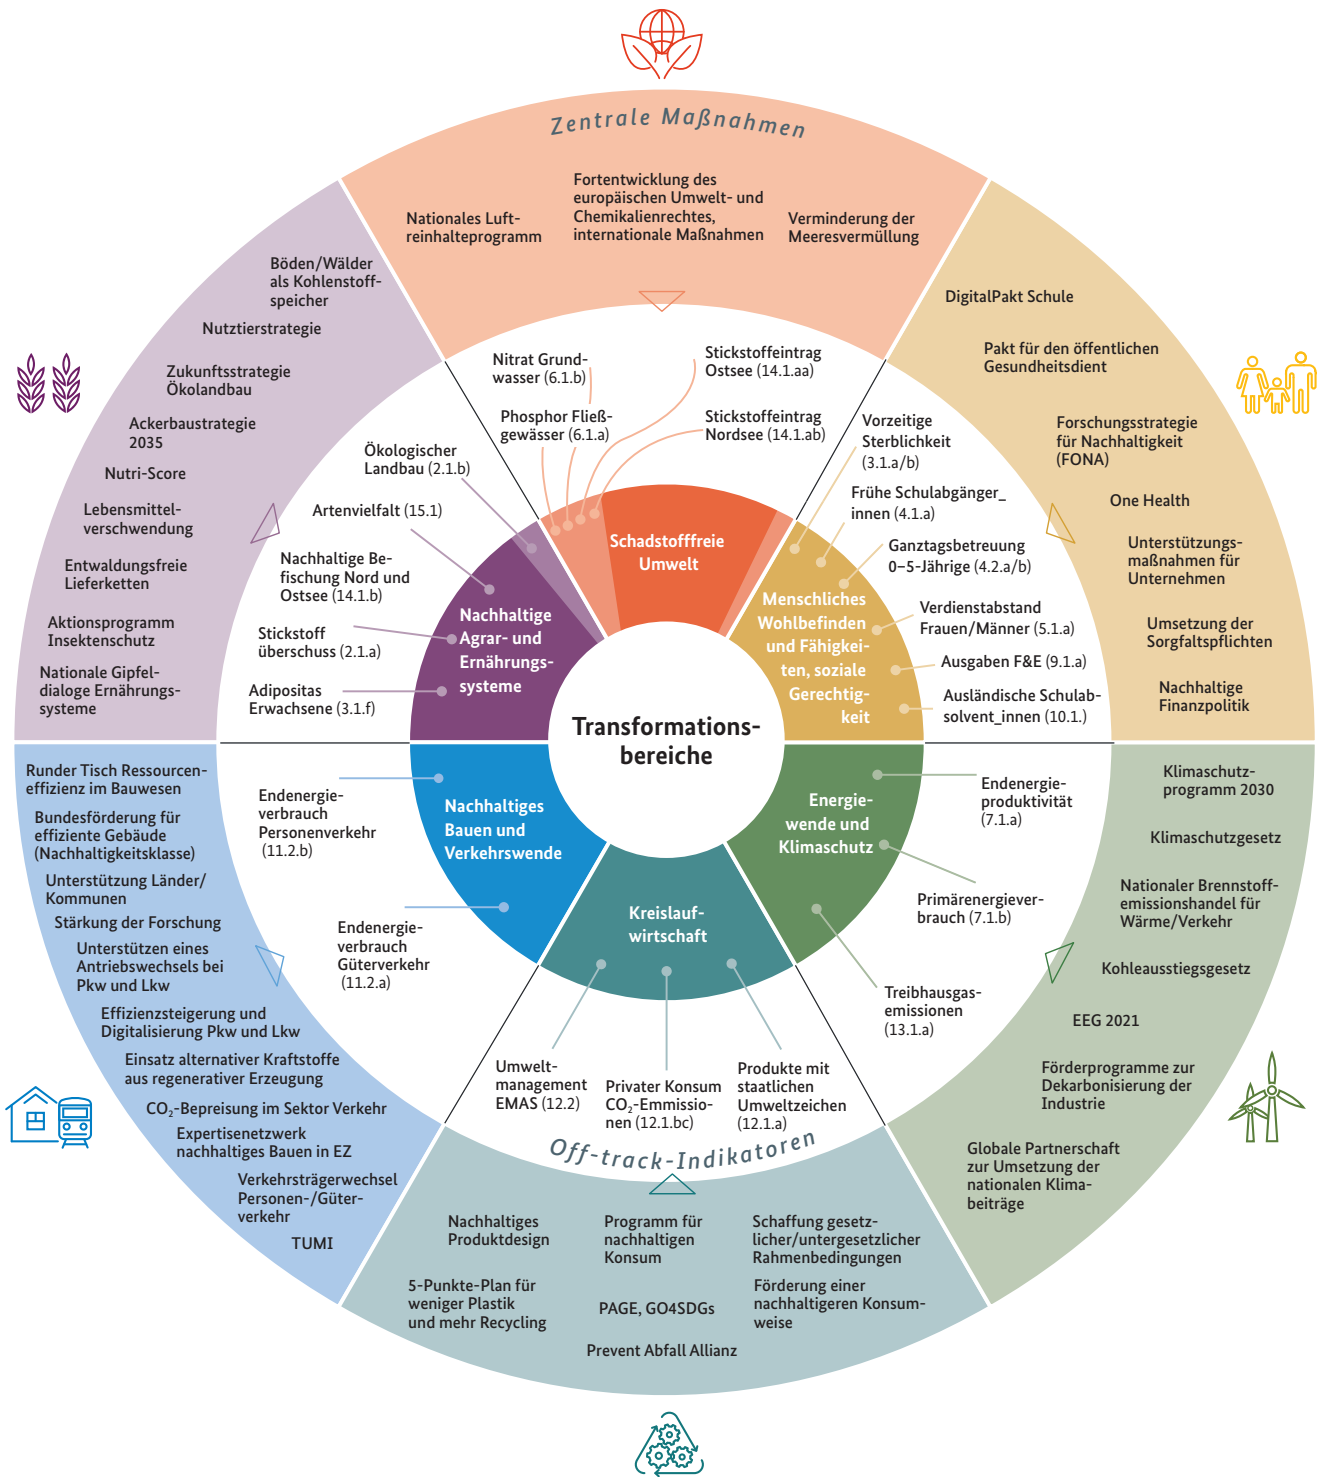 Zentrale Maßnahmen
Nationales Luft-
reinhalteprogramm
Fortentwicklung des
europäischen Umwelt- und
Chemikalienrechtes,
internationale Maßnahmen
Verminderung der
Meeresvermüllung
DigitalPakt Schule
Pakt für den öffentlichen
Gesundheitsdient
Forschungsstrategie
für Nachhaltigkeit
(FONA)
One Health
Unterstützungs-
maßnahmen für
Unternehmen
Umsetzung der
Sorgfaltspflichten
Nachhaltige
Finanzpolitik
Klimaschutz-
programm 2030
Klimaschutzgesetz
Nationaler Brennstoff-
emissionshandel für
Wärme/Verkehr
Kohleausstiegsgesetz
EEG 2021
Förderprogramme zur
Dekarbonisierung der
Industrie
Globale Partnerschaft
zur Umsetzung der
nationalen Klima-
beiträge
Nachhaltiges
Produktdesign
Programm für
nachhaltigen
Konsum
Schaffung gesetz-
licher/untergesetzlicher
Rahmenbedingungen
5-Punkte-Plan für
weniger Plastik
und mehr Recycling
PAGE, GO4SDGs
Förderung einer
nachhaltigeren Konsum-
weise
Prevent Abfall Allianz
Runder Tisch Ressourcen-
effizienz im Bauwesen
Bundesförderung für
effiziente Gebäude
(Nachhaltigkeitsklasse)
Unterstützung Länder/
Kommunen
Stärkung der Forschung
Unterstützen eines
Antriebswechsels bei
Pkw und Lkw
Effizienzsteigerung und
Digitalisierung Pkw und Lkw
Einsatz alternativer Kraftstoffe
aus regenerativer Erzeugung
CO₂-Bepreisung im Sektor Verkehr
Expertisenetzwerk
nachhaltiges Bauen in EZ
Verkehrsträgerwechsel
Personen-/Güter-
verkehr
TUMI
Böden/Wälder
als Kohlenstoff-
speicher
Nutztierstrategie
Zukunftsstrategie
Ökolandbau
Ackerbaustrategie
2035
Nutri-Score
Lebensmittel-
verschwendung
Entwaldungsfreie
Lieferketten
Aktionsprogramm
Insektenschutz
Nationale Gipfel-
dialoge Ernährungs-
systeme
Nitrat Grund-
wasser (6.1.b)
Phosphor Fließ-
gewässer (6.1.a)
Stickstoffeintrag
Ostsee (14.1.aa)
Stickstoffeintrag
Nordsee (14.1.ab)
Vorzeitige
Sterblichkeit
(3.1.a/b)
Frühe Schulabgänger_
innen (4.1.a)
Ganztagsbetreuung
0–5-Jährige (4.2.a/b)
Verdienstabstand
Frauen/Männer (5.1.a)
Ausgaben F&E (9.1.a)
Ausländische Schulab-
solvent_innen (10.1.)
Endenergie-
produktivität
(7.1.a)
Primärenergiever-
brauch (7.1.b)
Treibhausgas-
emissionen
(13.1.a)
Umwelt-
management
EMAS (12.2)
Privater Konsum
CO₂-Emmissio-
nen (12.1.bc)
Produkte mit
staatlichen
Umweltzeichen
(12.1.a)
Off-track-Indikatoren
Endenergie-
verbrauch
Personenverkehr
(11.2.b)
Endenergie-
verbrauch
Güterverkehr
(11.2.a)
Ökologischer
Landbau (2.1.b)
Artenvielfalt (15.1)
Nachhaltige Be-
fischung Nord und
Ostsee (14.1.b)
Stickstoff
überschuss (2.1.a)
Adipositas
Erwachsene (3.1.f)
Schadstofffreie
Umwelt
Menschliches
Wohlbefinden
und Fähigkei-
ten, soziale
Gerechtig-
keit
Energie-
wende und
Klimaschutz
Kreislauf-
wirtschaft
Nachhaltiges
Bauen und
Verkehrswende
Nachhaltige
Agrar- und
Ernährungs-
systeme
Transformations-
bereiche